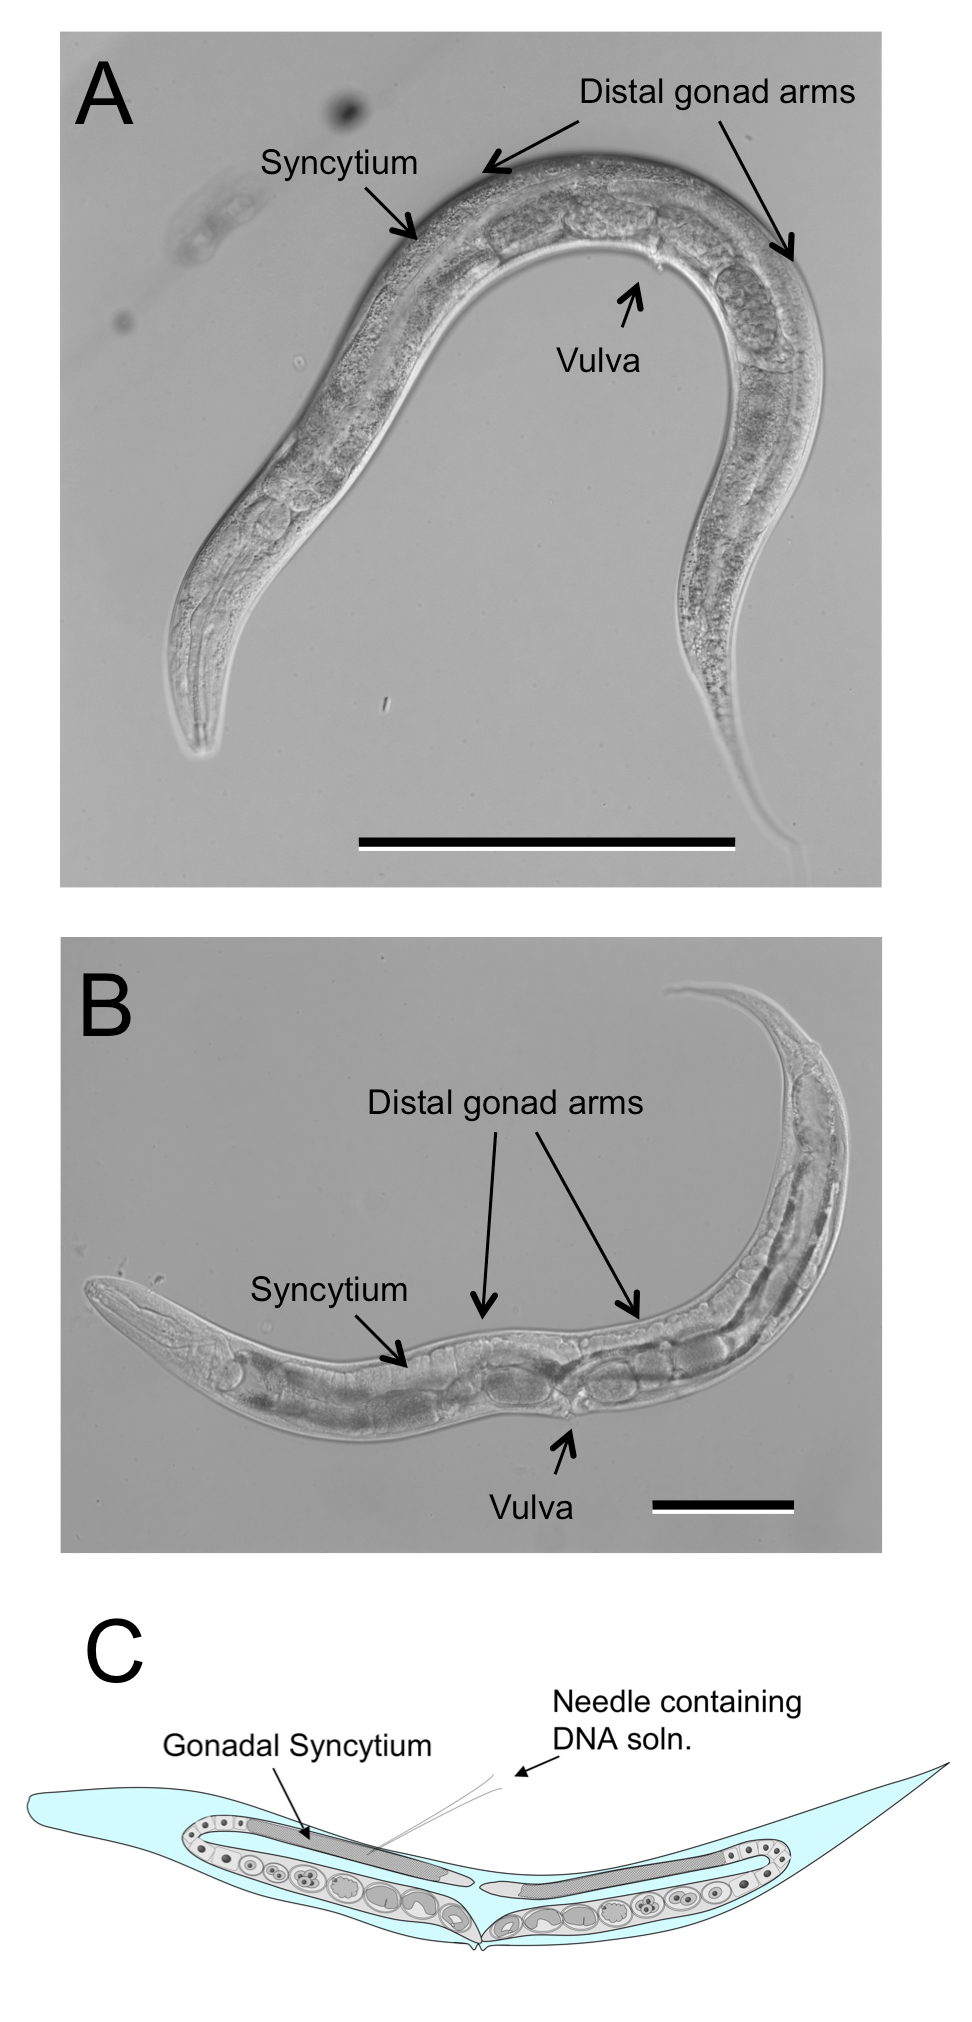 A
Distal gonad arms
Syncytium
Vulva
B
Distal gonad arms
Syncytium
Vulva
C
Needle containing
DNA soln.
Gonadal Syncytium